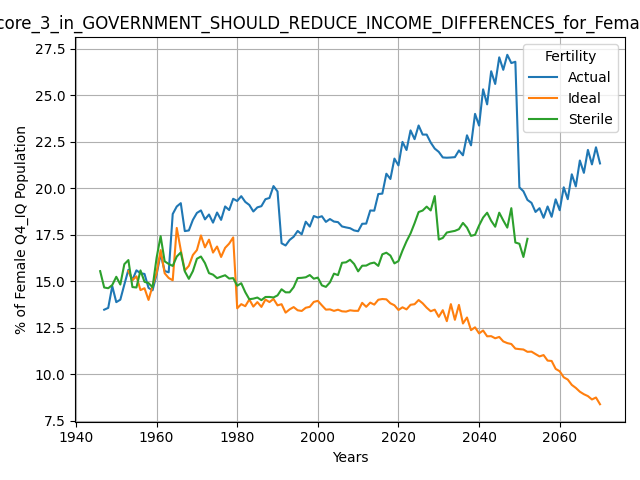 core_3_in_GOVERNMENT_SHOULD_REDUCE_INCOME_DIFFERENCES_for_Fema
27.5
25.0
22.5
20.0
17.5
15.0
12.5
10.0
7.5
% of Female Q4_IQ Population
Fertility
Actual
Ideal
Sterile
1940
1960
1980
2000
2020
2040
2060
Years